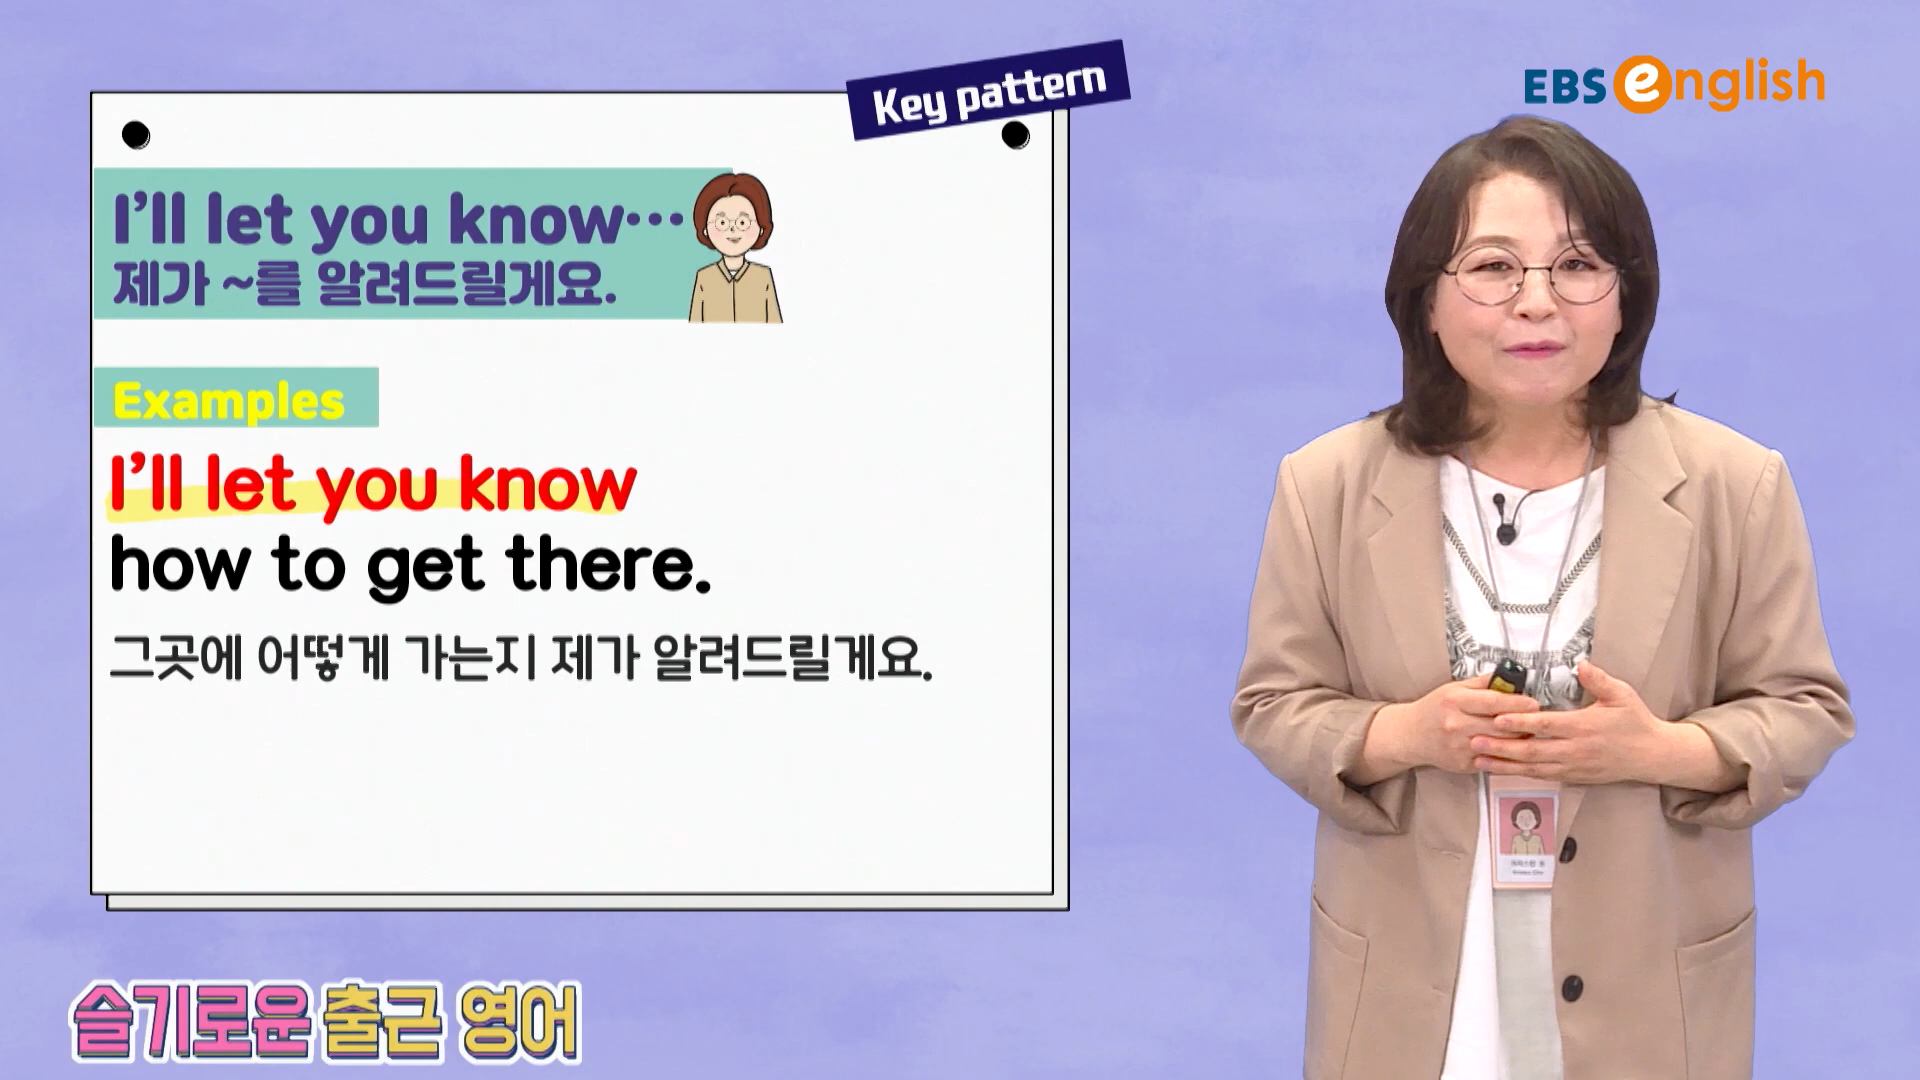 Key pattern
EBS English
I'll let you know…
제가 ~를 알려드릴게요.
Examples
I'll let you know
how to get there.
그곳에 어떻게 가는지 제가 알려드릴게요.
슬기로운 출근 영어